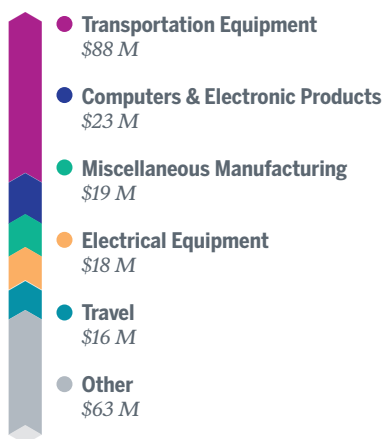 Transportation Equipment
$88 M
Computers & Electronic Products
$23 M
Miscellaneous Manufacturing
$19 M
Electrical Equipment
$18 M
Travel
$16 M
Other
$63 M